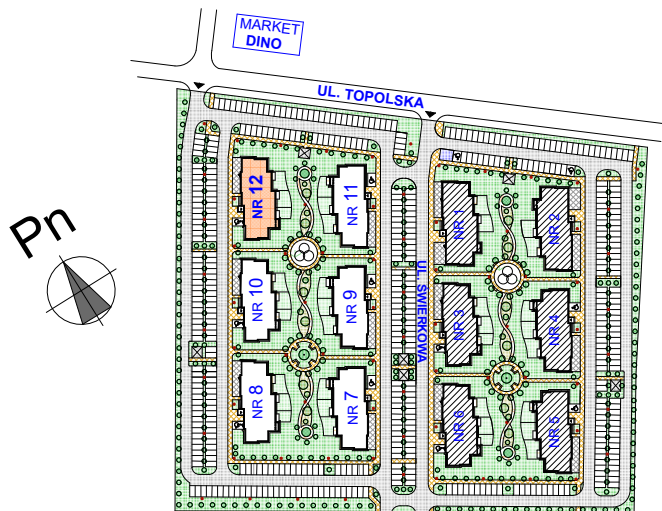 MARKET
DINO
UL. TOPOLSKA
Pn
NR 12
NR 11
NR 1
NR 2
UL. ŚWIERKOWA
NR 10
NR 9
NR 3
NR 4
NR 8
NR 7
NR 6
NR 5